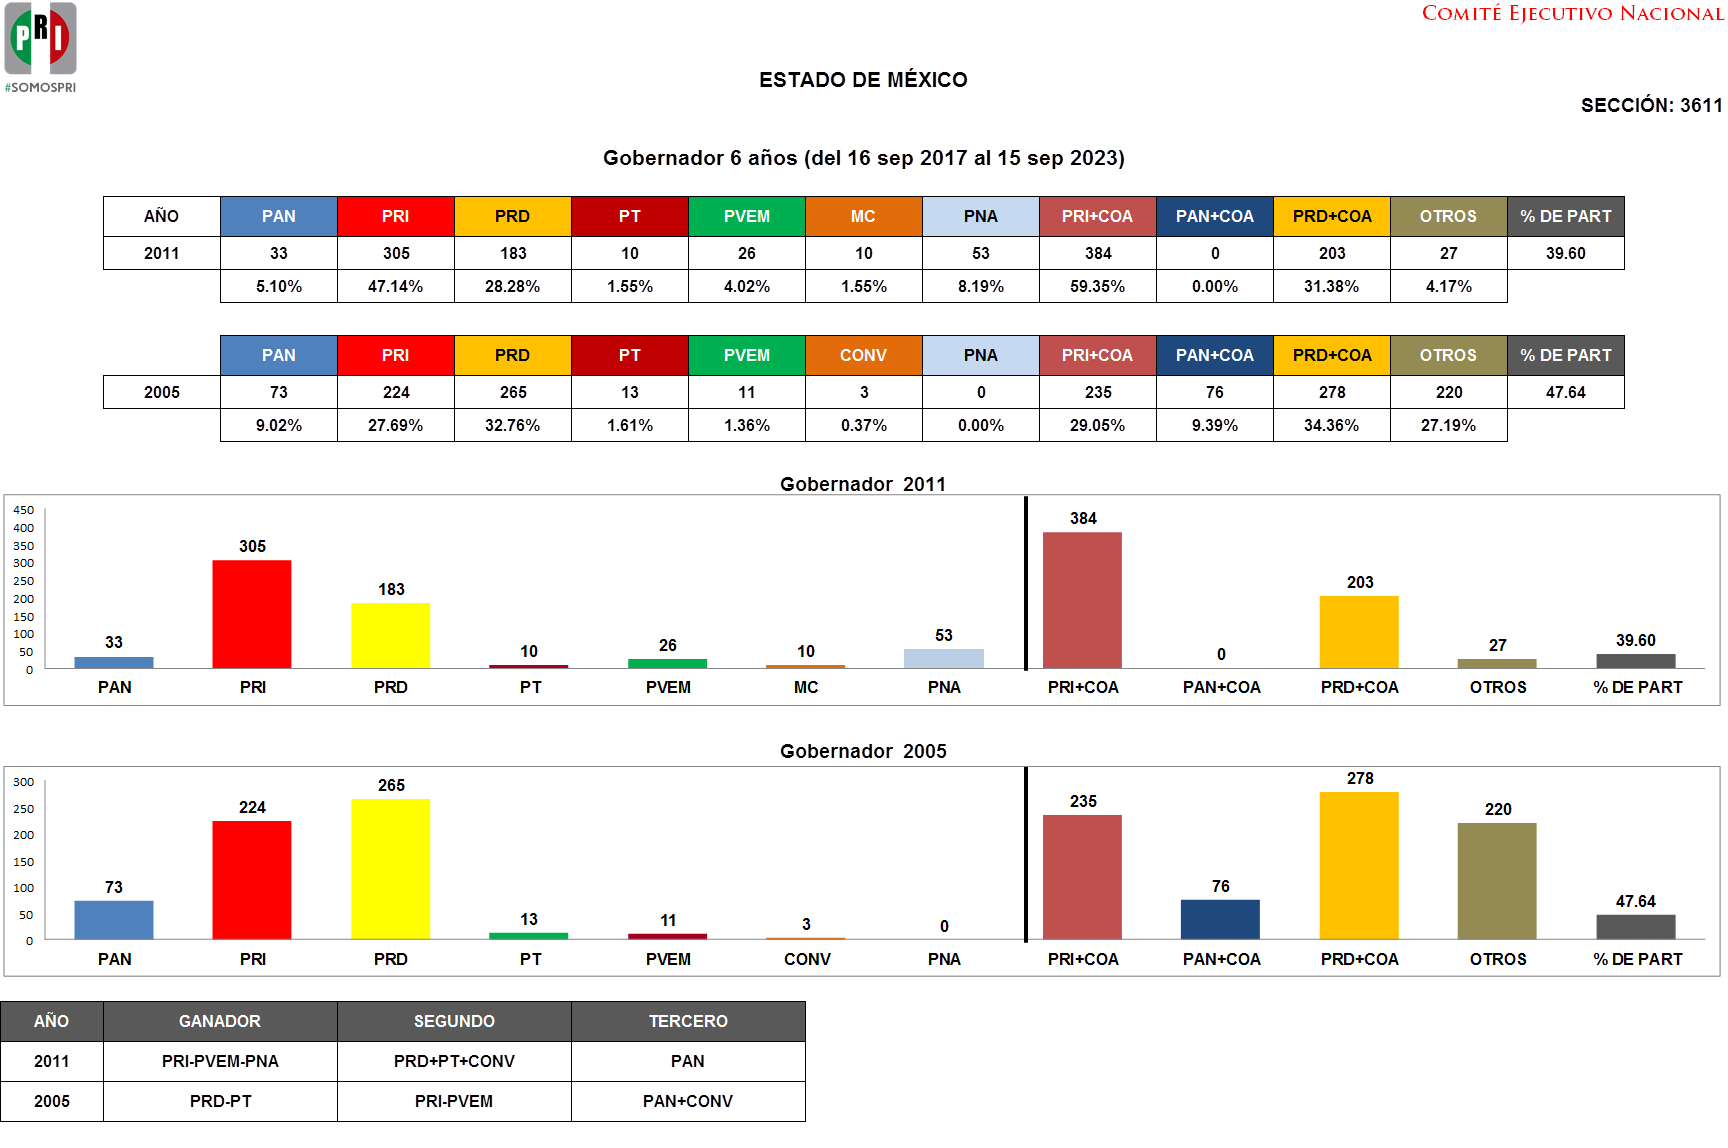 PRI
#SOMOSPRI
COMITÉ EJECUTIVO NACIONAL
ESTADO DE MÉXICO
SECCIÓN: 3611
Gobernador 6 años (del 16 sep 2017 al 15 sep 2023)
AÑO PAN PRI PRD PT PVEM MC PNA PRI+COA PAN+COA PRD+COA OTROS % DE PART
2011 33 305 183 10 26 10 53 384 0 203 27 39.60
5.10% 47.14% 28.28% 1.55% 4.02% 1.55% 8.19% 59.35% 0.00% 31.38% 4.17%
PAN PRI PRD PT PVEM CONV PNA PRI+COA PAN+COA PRD+COA OTROS % DE PART
2005 73 224 265 13 11 3 0 235 76 278 220 47.64
9.02% 27.69% 32.76% 1.61% 1.36% 0.37% 0.00% 29.05% 9.39% 34.36% 27.19%
Gobernador 2011
450
400
350
300
250
200
150
100
50
0
33 305 183 10 26 10 53 384 0 203 27 39.60
PAN PRI PRD PT PVEM MC PNA PRI+COA PAN+COA PRD+COA OTROS % DE PART
Gobernador 2005
300
250
200
150
100
50
0
73 224 265 13 11 3 0 235 76 278 220 47.64
PAN PRI PRD PT PVEM CONV PNA PRI+COA PAN+COA PRD+COA OTROS % DE PART
AÑO GANADOR SEGUNDO TERCERO
2011 PRI-PVEM-PNA PRD+PT+CONV PAN
2005 PRD-PT PRI-PVEM PAN+CONV